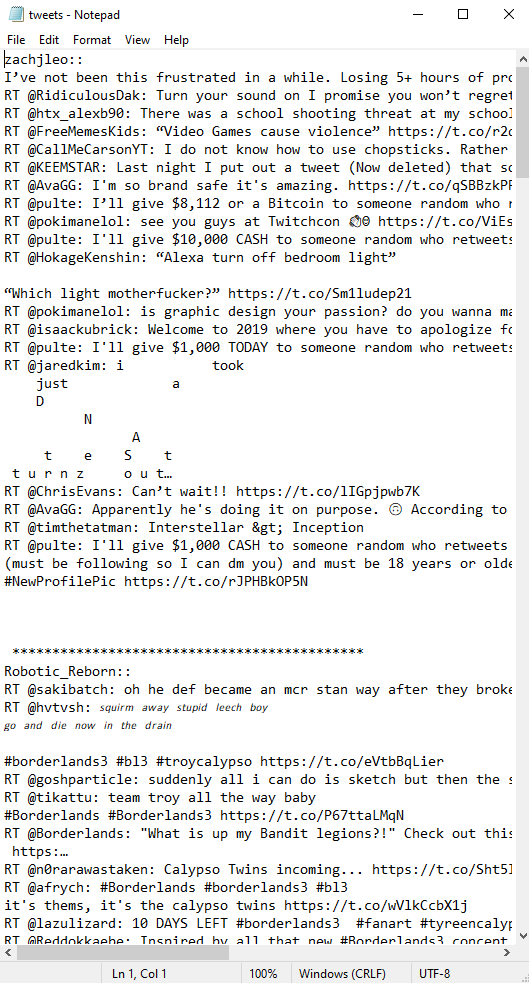 tweets - Notepad
File Edit Format View Help
zachjleo::
I’ve not been this frustrated in a while. Losing 5+ hours of pro
RT @RidiculousDak: Turn your sound on I promise you won’t regret
RT @htx_alexb90: There was a school shooting threat at my school
RT @FreeMemesKids: “Video Games cause violence” https://t.co/r2c
RT @CallMeCarsonYT: I do not know how to use chopsticks. Rather
RT @KEEMSTAR: Last night I put out a tweet (Now deleted) that sc
RT @AvaGG: I'm so brand safe it's amazing. https://t.co/qSBBzkPF
RT @pulte: I’ll give $8,112 or a Bitcoin to someone random who r
RT @pokimanelol: see you guys at Twitchcon https://t.co/ViEs
RT @pulte: I'll give $10,000 CASH to someone random who retweets
RT @HokageKenshin: “Alexa turn off bedroom light”
“Which light motherfucker?” https://t.co/Sm1ludep21
RT @pokimanelol: is graphic design your passion? do you wanna ma
RT @isaackubrick: Welcome to 2019 where you have to apologize fo
RT @pulte: I'll give $1,000 TODAY to someone random who retweets
RT @jaredkim: i took
just a
D
N
A
t e S t
t u r n z o u t…
RT @ChrisEvans: Can’t wait!! https://t.co/lIGpjpwb7K
RT @AvaGG: Apparently he's doing it on purpose. 🙃 According to
RT @timthetatman: Interstellar &gt; Inception
RT @pulte: I'll give $1,000 CASH to someone random who retweets
(must be following so I can dm you) and must be 18 years or olde
#NewProfilePic https://t.co/rJPHBkOP5N
********************************************
Robotic_Reborn::
RT @sakibatch: oh he def became an mcr stan way after they broke
RT @hvtvsh: 𝘴𝘲𝘶𝘪𝘳𝘮 𝘢𝘸𝘢𝘺 𝘴𝘵𝘶𝘱𝘪𝘥 𝘭𝘦𝘦𝘤𝘩 𝘣𝘰𝘺
𝘨𝘰 𝘢𝘯𝘥 𝘥𝘪𝘦 𝘯𝘰𝘸 𝘪𝘯 𝘵𝘩𝘦 𝘥𝘳𝘢𝘪𝘯
#borderlands3 #bl3 #troycalypso https://t.co/eVtbBqLier
RT @goshparticle: suddenly all i can do is sketch but then the s
RT @tikattu: team troy all the way baby
#Borderlands #Borderlands3 https://t.co/P67ttaLMqN
RT @Borderlands: "What is up my Bandit legions?!" Check out this
https:…
RT @n0rarawastaken: Calypso Twins incoming... https://t.co/Sht5I
RT @afrych: #Borderlands #borderlands3 #bl3
it's thems, it's the calypso twins https://t.co/wVlkCcbX1j
RT @lazulizard: 10 DAYS LEFT #borderlands3 #fanart #tyreencalyp
RT @Reddokkaebe: Inspired by all that new #Borderlands3 concept
Ln 1, Col 1 100% Windows (CRLF) UTF-8